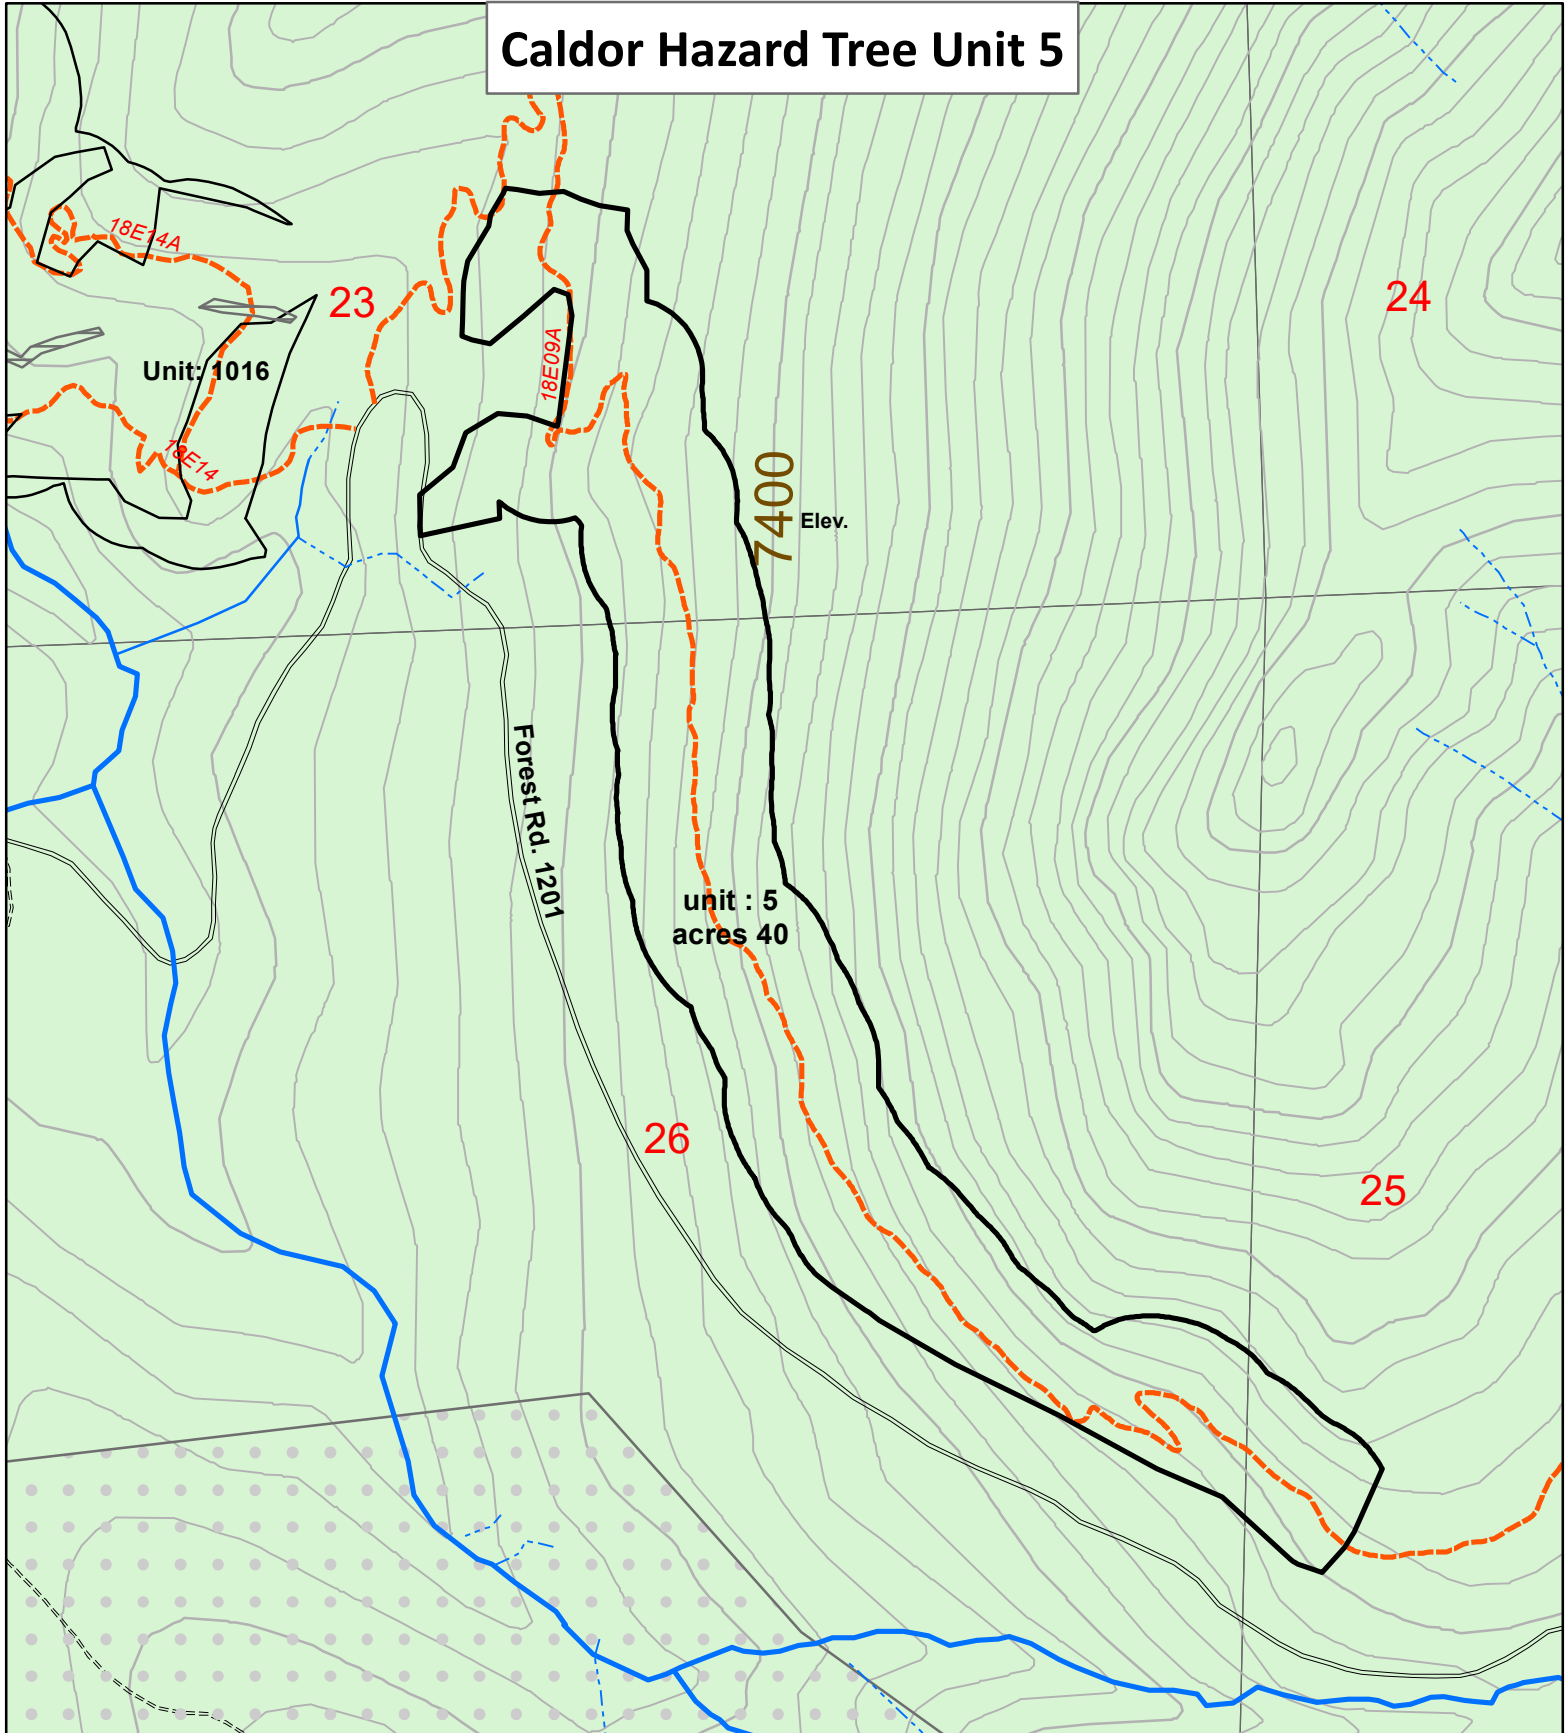 Caldor Hazard Tree Unit 5
18E14A
23
24
Unit: 1016
18E09A
18E14
7400
Elev.
Forest Rd. 1201
unit : 5
acres 40
26
25